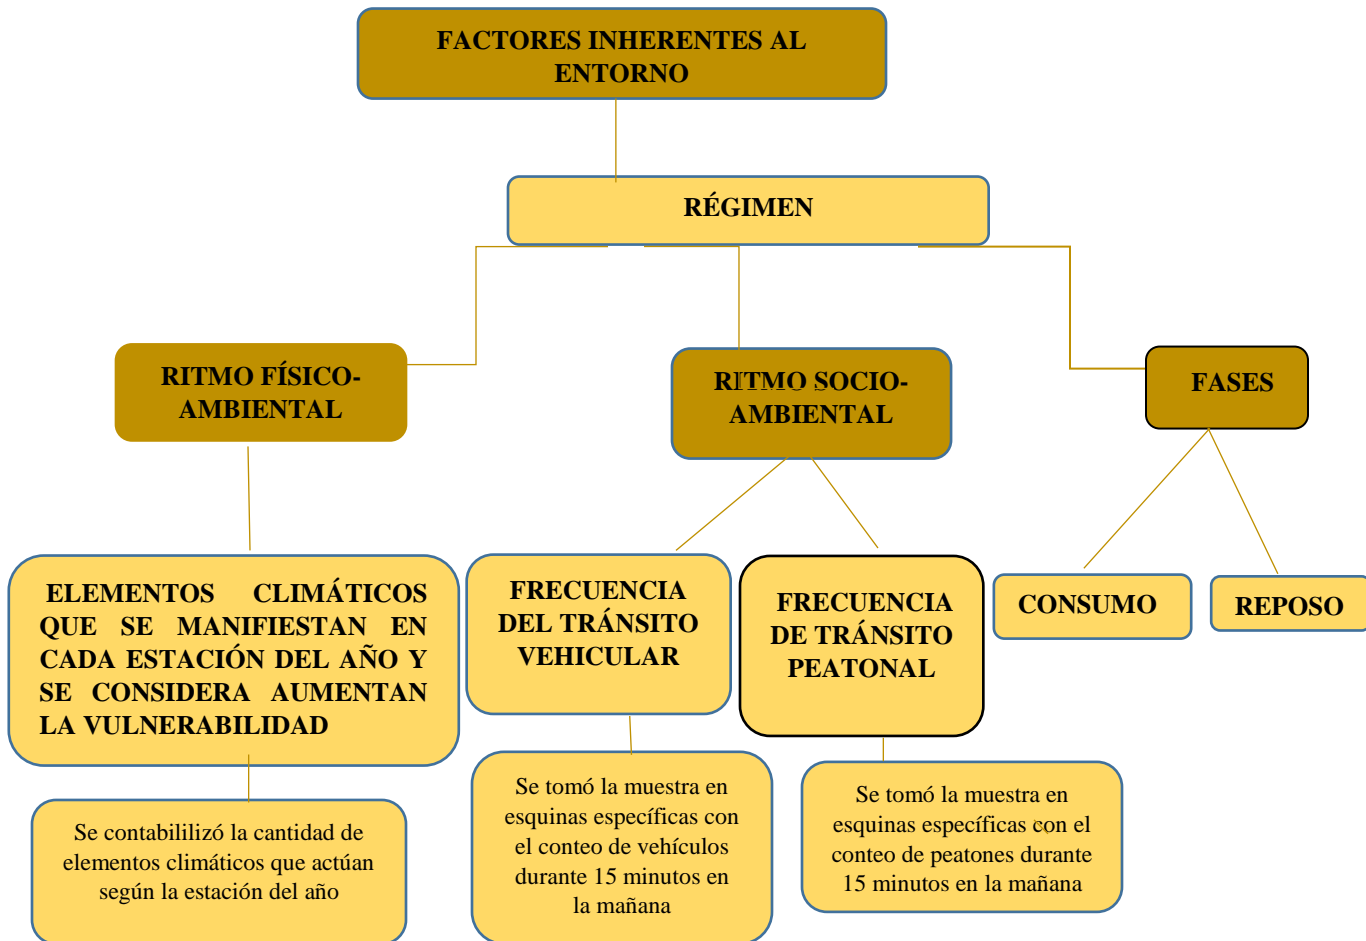 FACTORES INHERENTES AL
ENTORNO
RÉGIMEN
RITMO FÍSICO-
AMBIENTAL
RITMO SOCIO-
AMBIENTAL
FASES
ELEMENTOS CLIMÁTICOS
QUE SE MANIFIESTAN EN
CADA ESTACIÓN DEL AÑO Y
SE CONSIDERA AUMENTAN
LA VULNERABILIDAD
FRECUENCIA
DEL TRÁNSITO
VEHICULAR
FRECUENCIA
DE TRÁNSITO
PEATONAL
CONSUMO
REPOSO
Se contabililizó la cantidad de
elementos climáticos que actúan
según la estación del año
Se tomó la muestra en
esquinas específicas con
el conteo de vehículos
durante 15 minutos en
la mañana
Se tomó la muestra en
esquinas específicas con el
conteo de peatones durante
15 minutos en la mañana